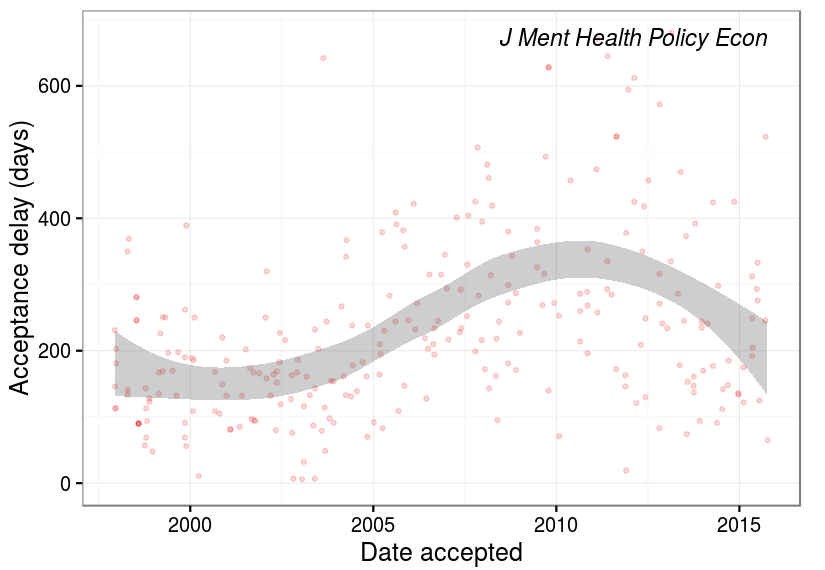 J Ment Health Policy Econ
Acceptance delay (days)
600
400
200
0
2000 2005 2010 2015
Date accepted